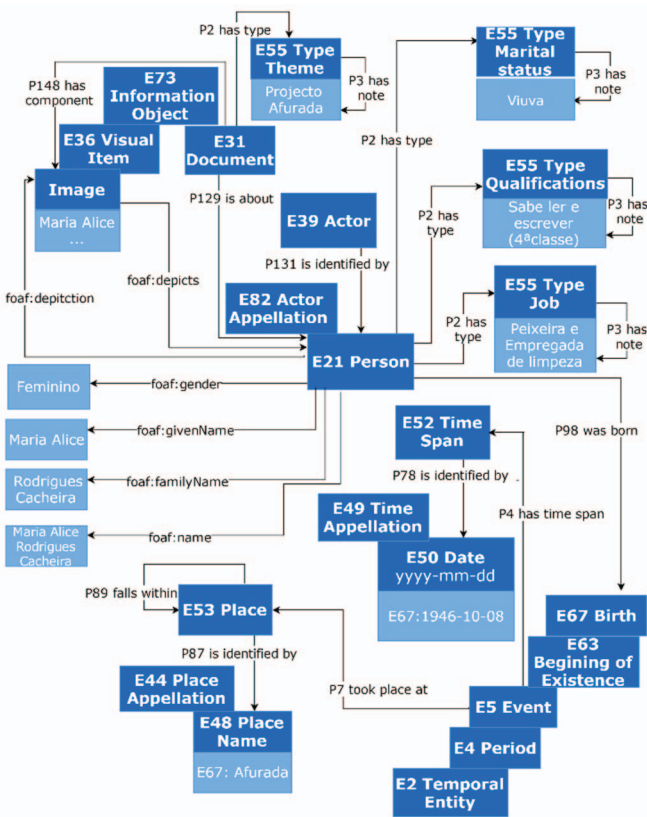 P2 has type
E55 Type
Theme
Projecto
Afurada
P3 has
note
E55 Type
Marital
status
Viuva
P3 has
note
P148 has
component
E73
Information
Object
E36 Visual
Item
E31
Document
Image
Maria Alice
...
P129 is about
P2 has type
E39 Actor
P131 is identified by
E82 Actor
Appellation
E21 Person
foaf:depicts
foaf:depitction
E55 Type
Qualifications
Sabe ler e
escrever
(4ªclasse)
P2 has
type
P3 has
note
E55 Type
Job
Peixeira e
Empregada
de limpeza
P2 has
type
P3 has
note
Feminino
foaf:gender
Maria Alice
foaf:givenName
Rodrigues
Cacheira
foaf:familyName
Maria Alice
Rodrigues
Cacheira
foaf:name
E52 Time
Span
P98 was born
P78 is identified by
E49 Time
Appellation
P4 has time span
E50 Date
yyyy-mm-dd
E67:1946-10-08
P89 falls within
E53 Place
P87 is identified by
E44 Place
Appellation
E48 Place
Name
E67: Afurada
P7 took place at
E67 Birth
E63
Begining of
Existence
E5 Event
E4 Period
E2 Temporal
Entity